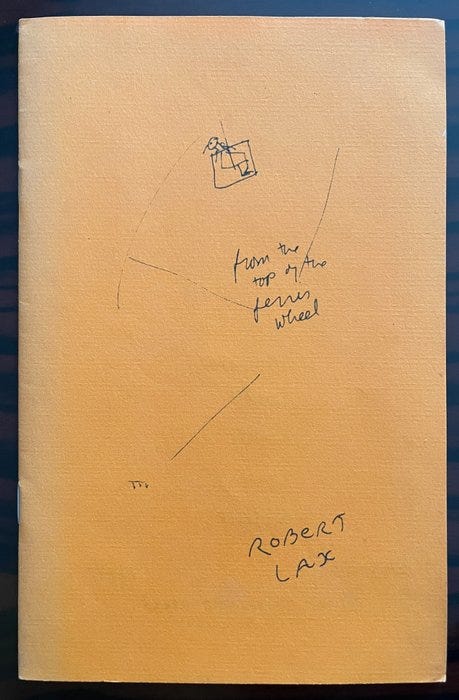 from the
top of the
ferris
wheel
ROBERT
LAX